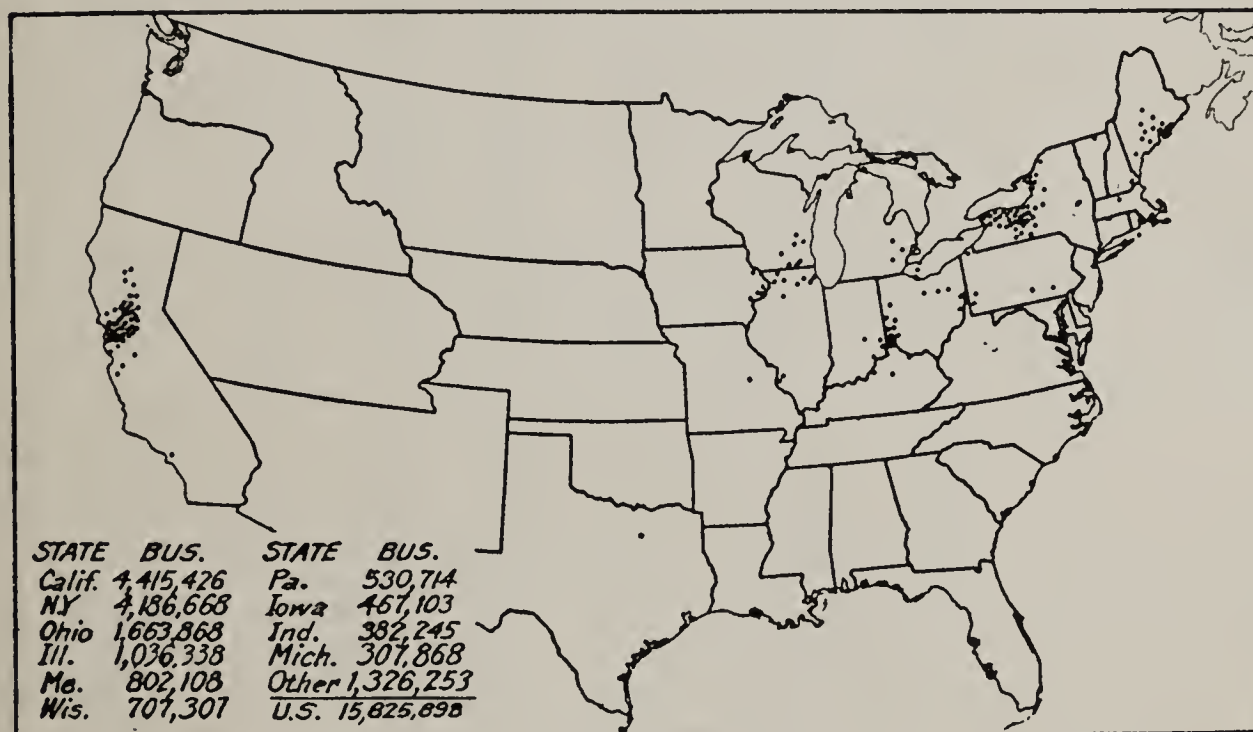 STATE BUS. STATE BUS.
Calif. 4,415,426 Pa. 530,714
NY 4,186,668 Iowa 467,103
Ohio 1,663,868 Ind. 382,245
Ill. 1,036,338 Mich. 307,868
Me. 802,108 Other 1,326,253
Wis. 707,307 U.S. 15,825,898